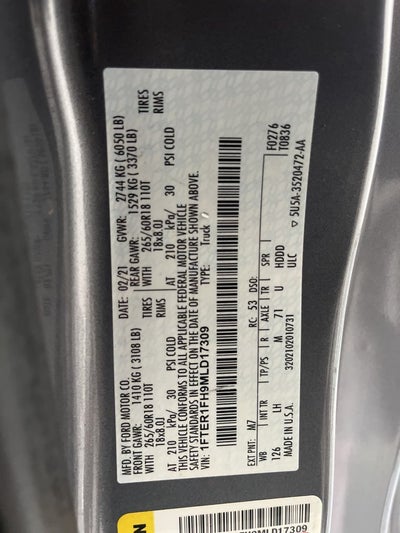 MFD. BY FORD MOTOR CO.
DATE: 02/21 GVWR: 2744 KG ( 6050 LB)
FRONT GAWR: 1410 KG ( 3108 LB) REAR GAWR: 1529 KG ( 3370 LB)
WITH 265/60R18 110T TIRES WITH 265/60R18 110T TIRES
18x8.0J RIMS 18x8.0J RIMS
AT 210 kPa/ 30 PSI COLD AT 210 kPa/ 30 PSI COLD
THIS VEHICLE CONFORMS TO ALL APPLICABLE FEDERAL MOTOR VEHICLE
SAFETY STANDARDS IN EFFECT ON THE DATE OF MANUFACTURE SHOWN ABOVE.
VIN: 1FTER1FH9MLD17309 TYPE: Truck
F0276
T0836
EXT PNT: M7 RC: 53 DSO:
WB INT TR TP/PS R AXLE TR SPR
126 LH M 71 U HDDD
ULC
3202102010731
MADE IN U.S.A.
5U5A-3520472-AA
MLD17309